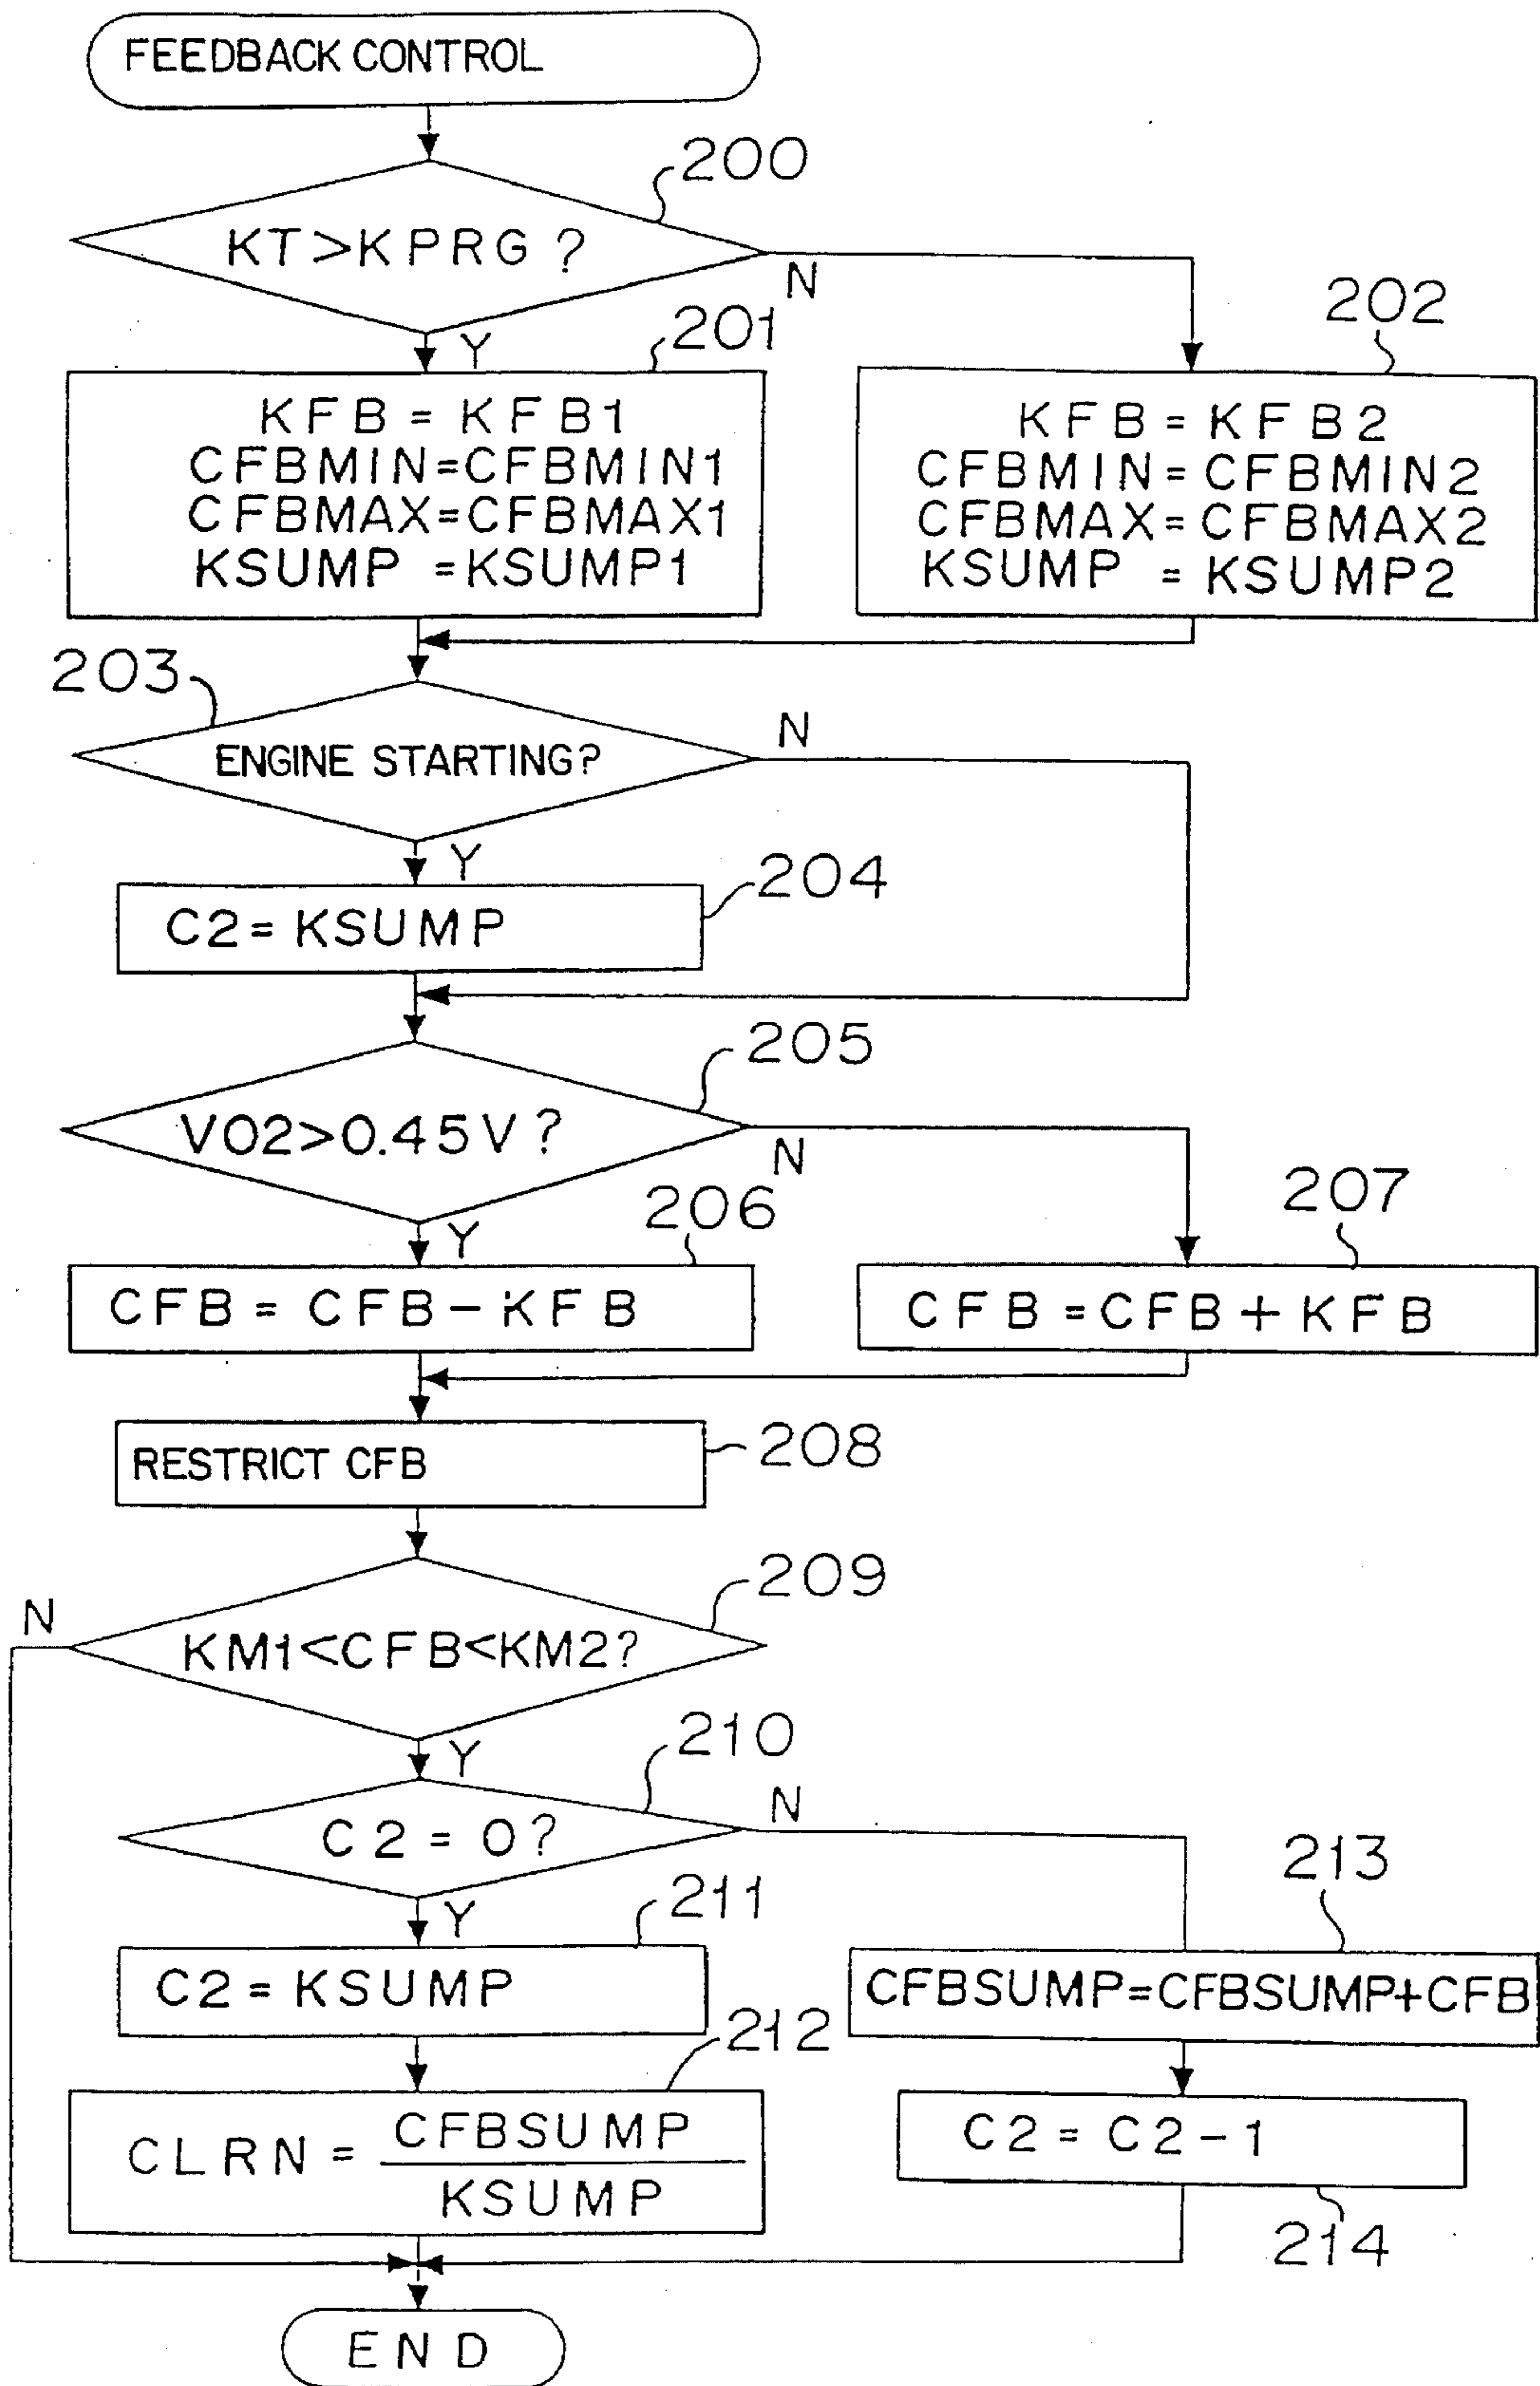 FEEDBACK CONTROL
200
KT>KPRG?
N
Y
201
202
KFB = KFB1
CFBMIN=CFBMIN1
CFBMAX=CFBMAX1
KSUMP =KSUMP1
KFB = KFB2
CFBMIN=CFBMIN2
CFBMAX=CFBMAX2
KSUMP = KSUMP2
203
ENGINE STARTING?
N
Y
204
C2= KSUMP
205
VO2>0.45V?
N
Y
206
207
CFB = CFB-KFB
CFB =CFB+KFB
RESTRICT CFB
208
209
N
KM1<CFB<KM2?
Y
210
C2=0?
N
Y
211
213
C2=KSUMP
CFBSUMP=CFBSUMP+CFB
212
CLRN = CFBSUMP
KSUMP
C2=C2-1
214
END